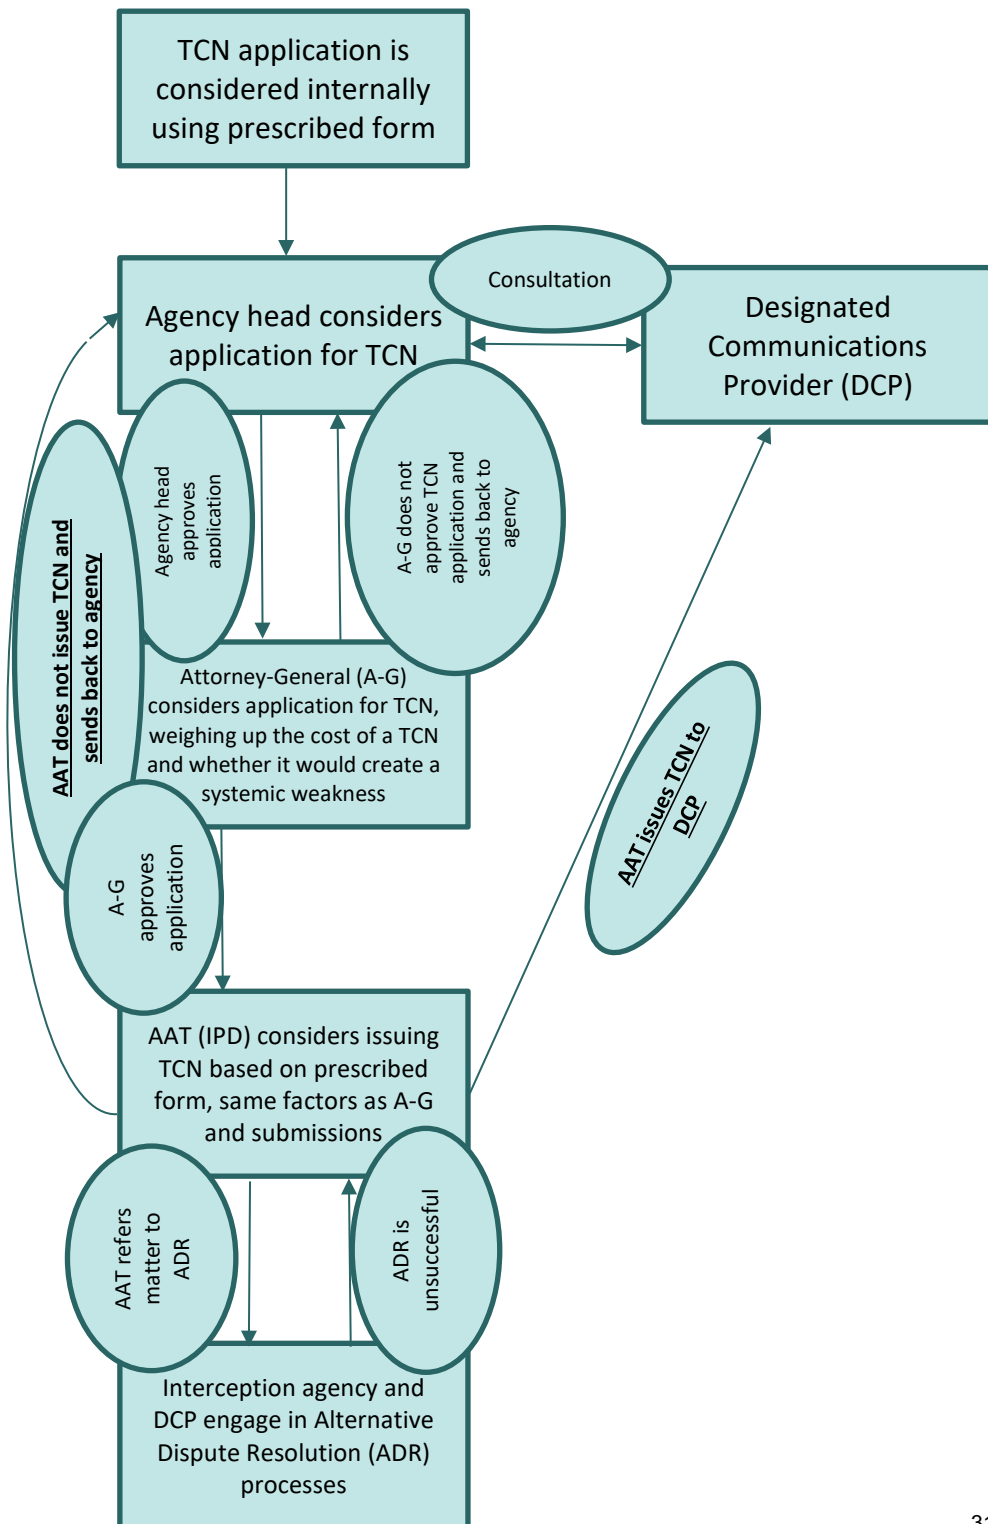 TCN application is
considered internally
using prescribed form
Consultation
Agency head considers
application for TCN
Designated
Communications
Provider (DCP)
Agency head
approves
application
A-G does not
approve TCN
application and
sends back to
agency
AAT does not issue TCN and
sends back to agency
Attorney-General (A-G)
considers application for TCN,
weighing up the cost of a TCN
and whether it would create a
systemic weakness
AAT issues TCN to
DCP
A-G
approves
application
AAT (IPD) considers issuing
TCN based on prescribed
form, same factors as A-G
and submissions
AAT refers
matter to
ADR
ADR is
unsuccessful
Interception agency and
DCP engage in Alternative
Dispute Resolution (ADR)
processes